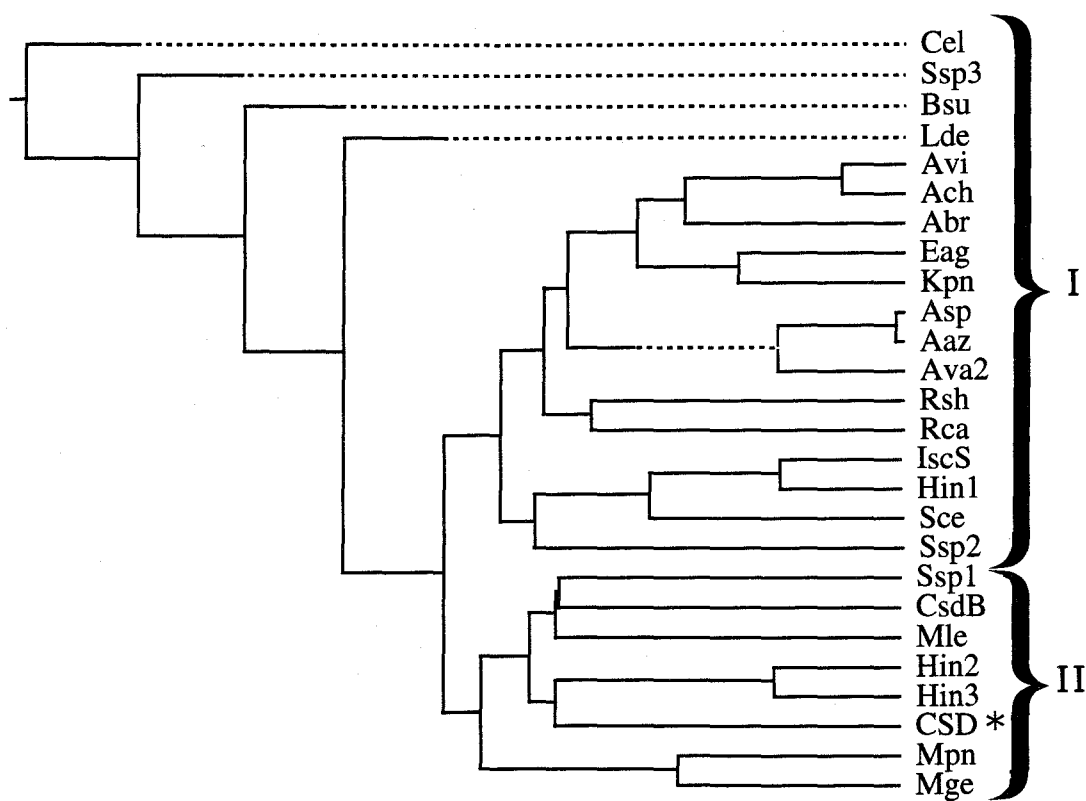 Cel
Ssp3
Bsu
Lde
Avi
Ach
Abr
Eag
Kpn
I
Asp
Aaz
Ava2
Rsh
Rca
IscS
Hin1
Sce
Ssp2
Ssp1
CsdB
Mle
Hin2
II
Hin3
CSD *
Mpn
Mge